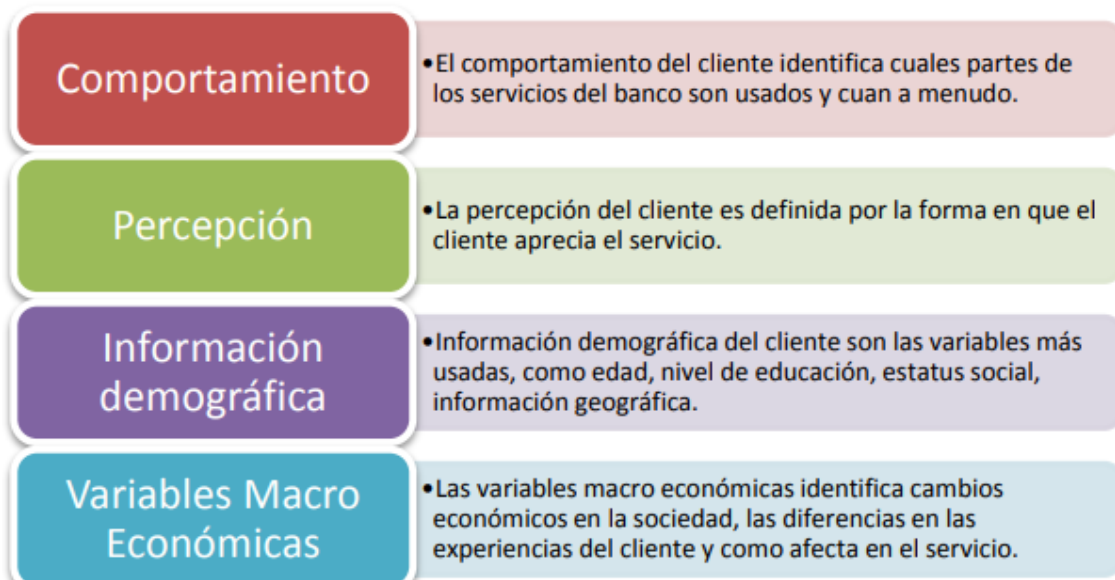 Comportamiento
•El comportamiento del cliente identifica cuales partes de
los servicios del banco son usados y cuan a menudo.
Percepción
•La percepción del cliente es definida por la forma en que el
cliente aprecia el servicio.
Información
demográfica
•Información demográfica del cliente son las variables más
usadas, como edad, nivel de educación, estatus social,
información geográfica.
Variables Macro
Económicas
•Las variables macro económicas identifica cambios
económicos en la sociedad, las diferencias en las
experiencias del cliente y como afecta en el servicio.